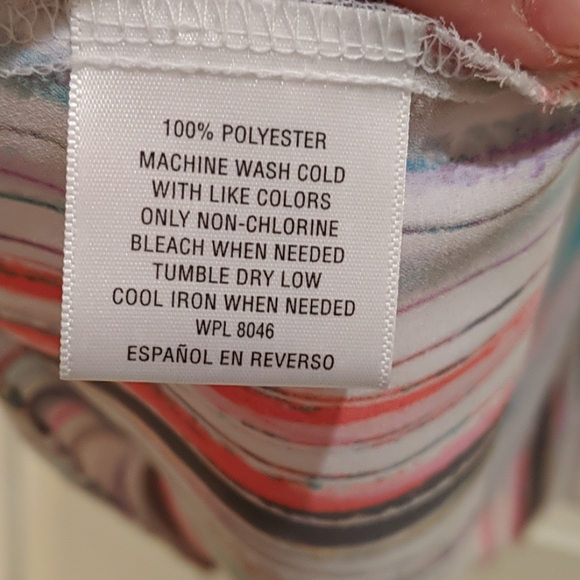 100% POLYESTER
MACHINE WASH COLD
WITH LIKE COLORS
ONLY NON-CHLORINE
BLEACH WHEN NEEDED
TUMBLE DRY LOW
COOL IRON WHEN NEEDED
WPL 8046
ESPAÑOL EN REVERSO